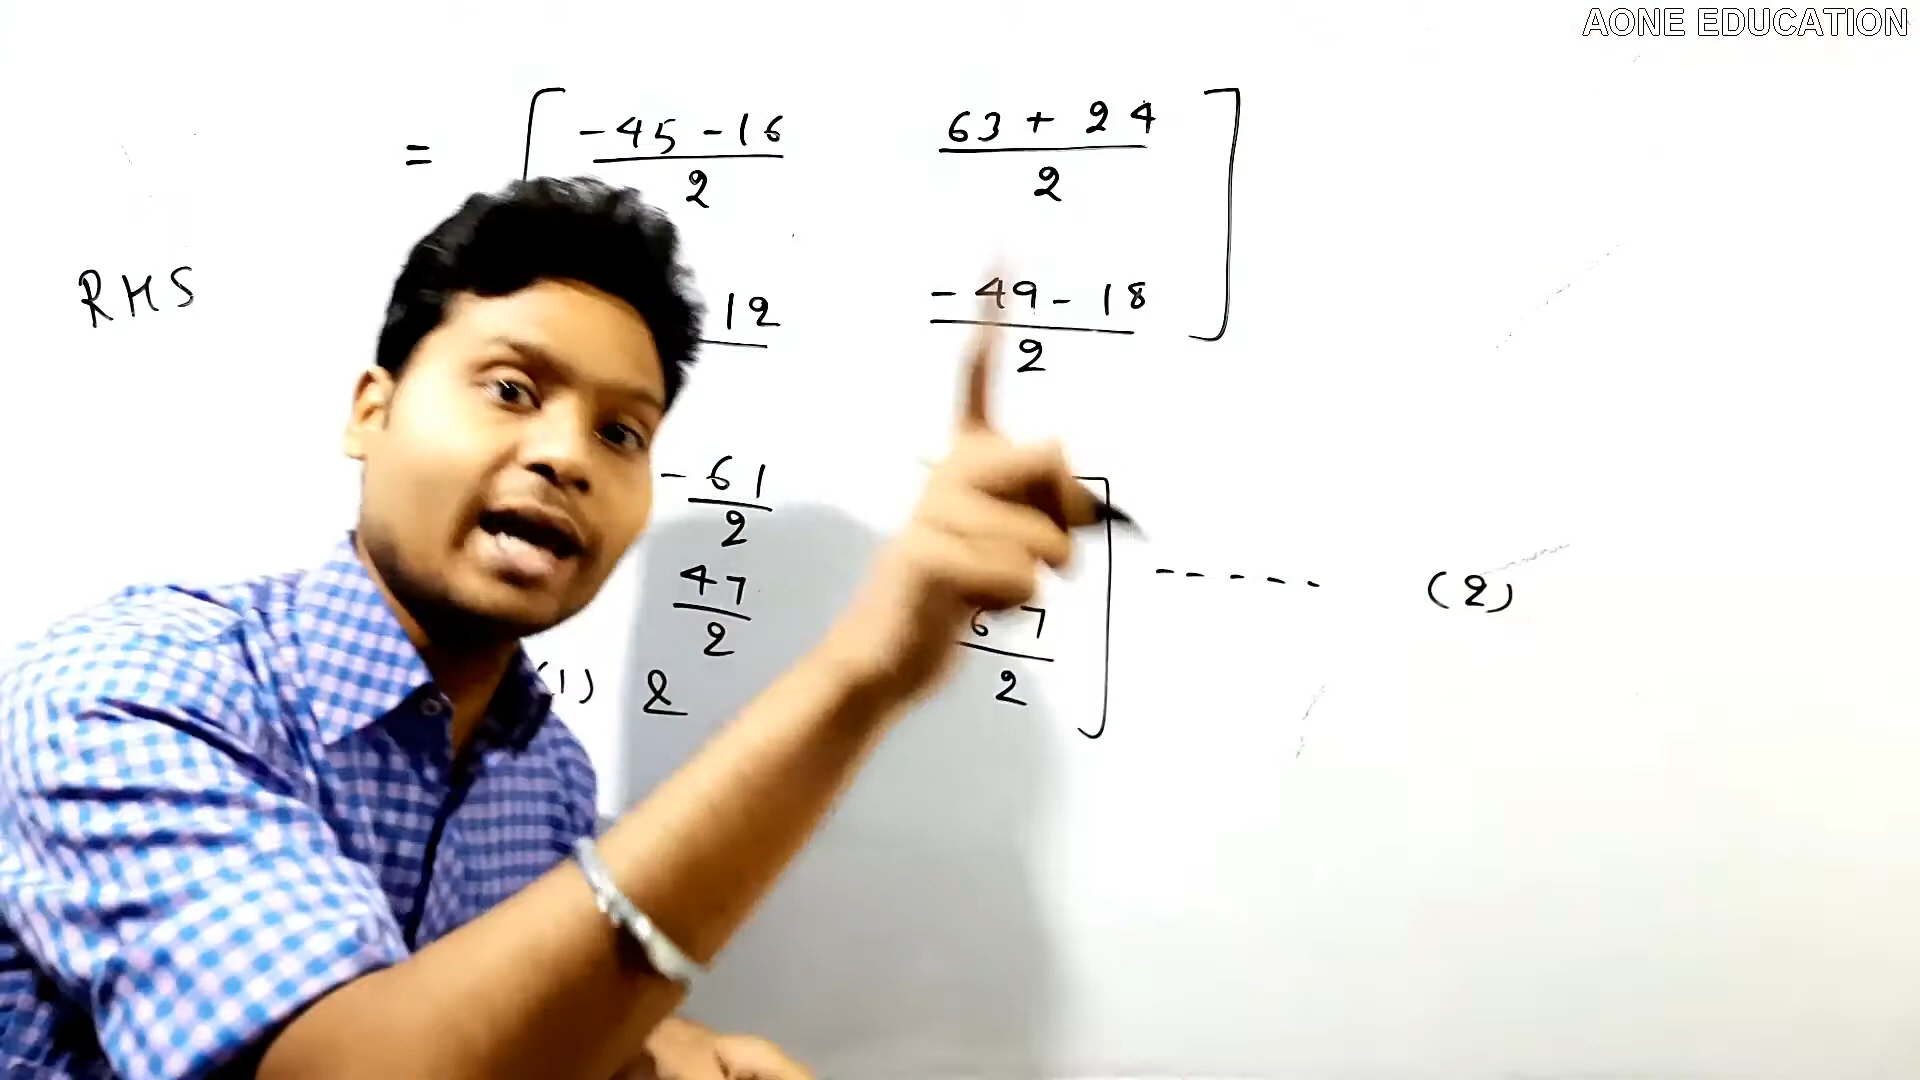 AONE EDUCATION
= [ -45 -16 / 2 63 + 24 / 2 ]
RHS
12 -49 - 18 / 2
-61 / 2
47 / 2 67 / 2 ] ----- (2)
(1) &